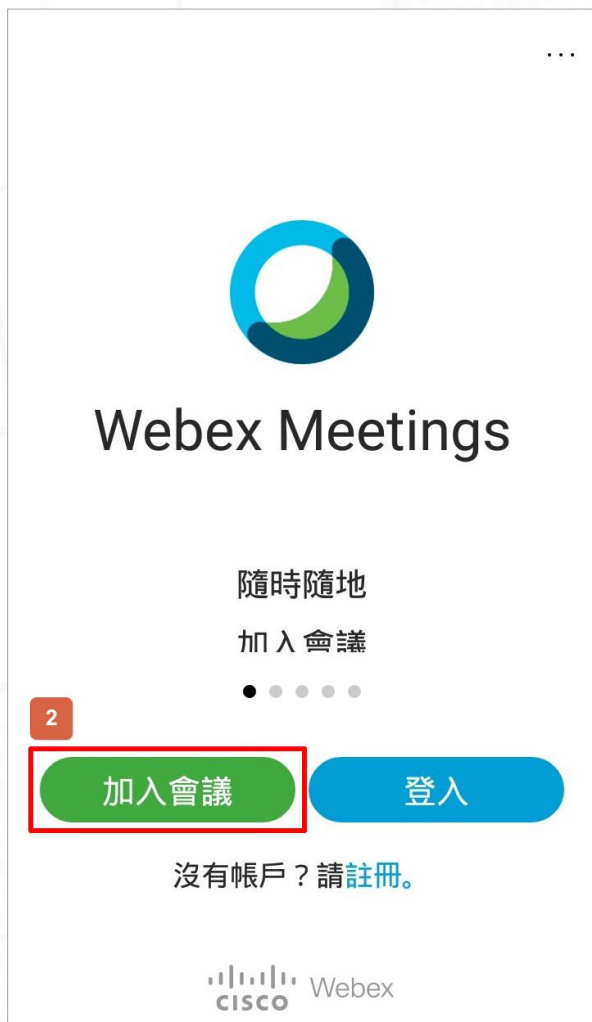 ...
Webex Meetings
隨時隨地
加入會議
2
加入會議 登入
沒有帳戶？請註冊。
CISCO Webex